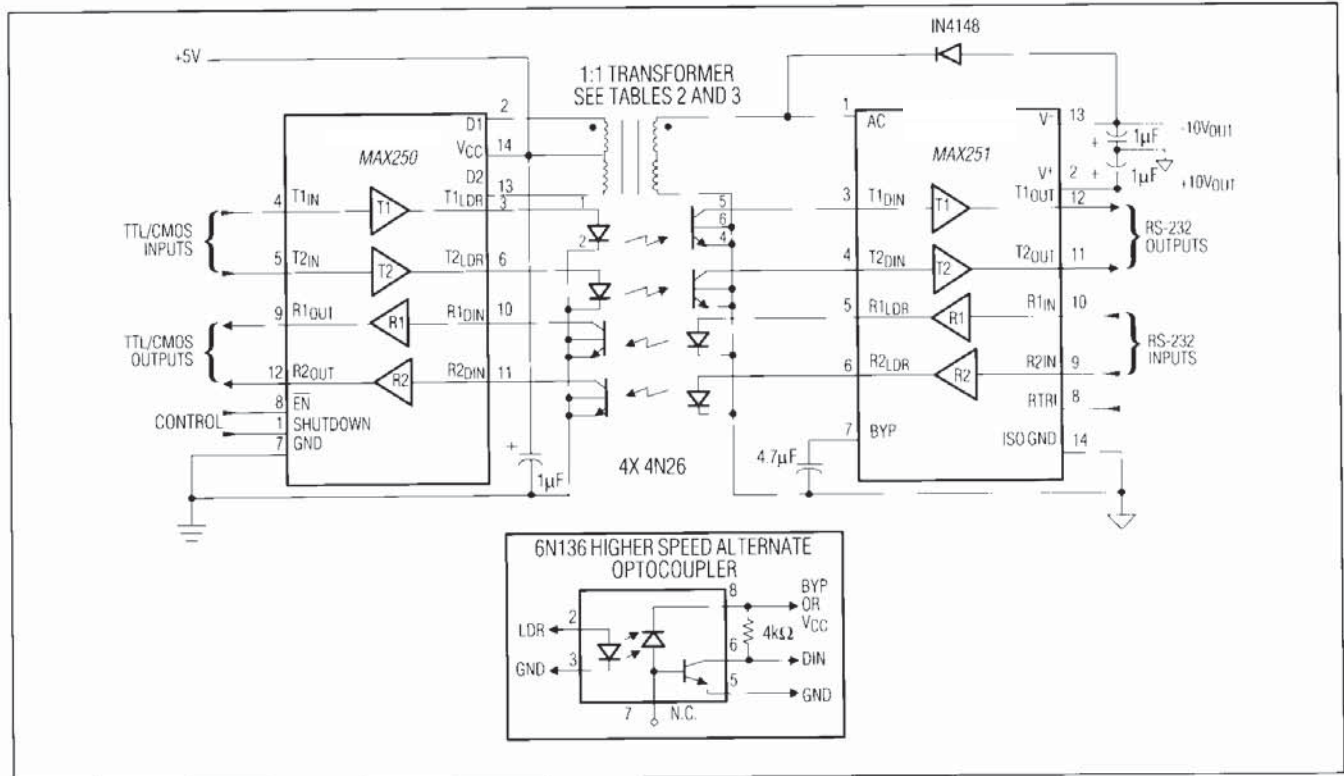 IN4148
+5V
1:1 TRANSFORMER
SEE TABLES 2 AND 3
2
D1
VCC
14
MAX250
D2
13
T1LDR
3
1
4
T1IN
T1
2
TTL/CMOS
INPUTS
5
T2IN
T2
T2LDR
6
9
R1OUT
R1
R1DIN
10
TTL/CMOS
OUTPUTS
12
R2OUT
R2
R2DIN
11
8
EN
CONTROL
1
SHUTDOWN
7
GND
+
1µF
4X 4N26
5
6
4
1
AC
V-
13
-10VOUT
+
1µF
MAX251
V+
2
+
1µF
+10VOUT
3
T1DIN
T1
T1OUT
12
RS-232
OUTPUTS
4
T2DIN
T2
T2OUT
11
5
R1LDR
R1
R1IN
10
RS-232
INPUTS
6
R2LDR
R2
R2IN
9
RTRI
8
7
BYP
ISO GND
14
4.7µF
6N136 HIGHER SPEED ALTERNATE
OPTOCOUPLER
8
BYP
OR
VCC
2
LDR
4kΩ
6
DIN
GND
3
5
GND
7
N.C.